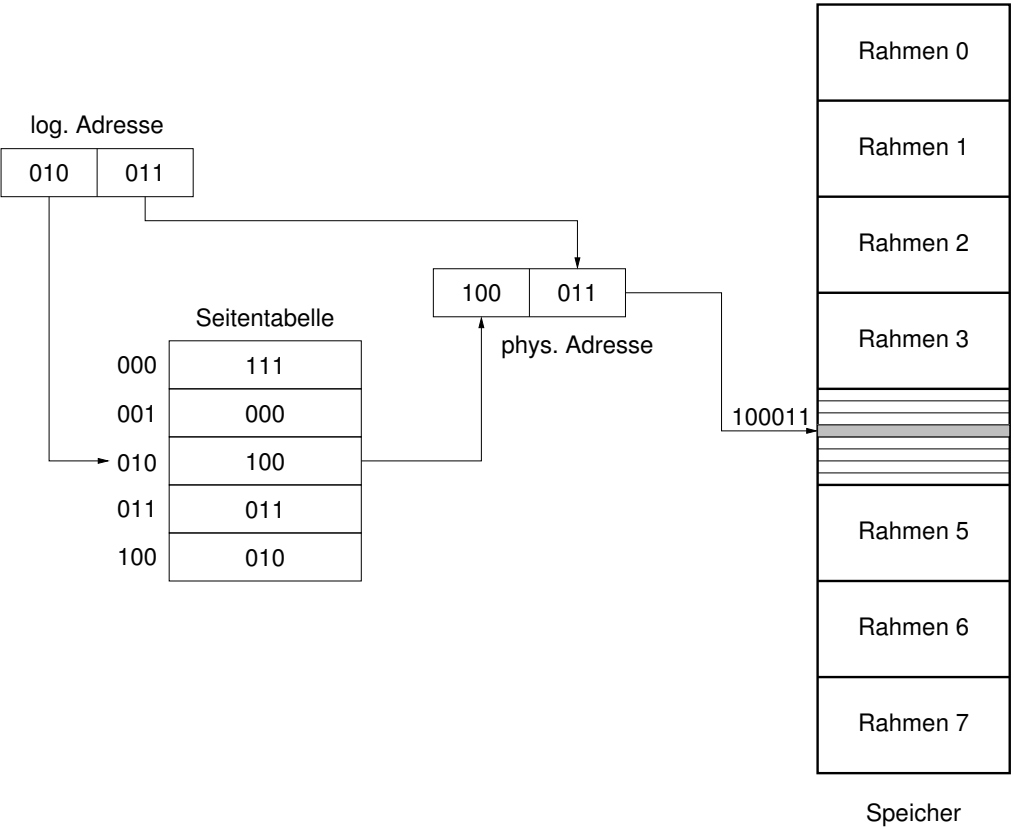 log. Adresse
010 011
Seitentabelle
000 111
001 000
010 100
011 011
100 010
100 011
phys. Adresse
100011
Rahmen 0
Rahmen 1
Rahmen 2
Rahmen 3
Rahmen 5
Rahmen 6
Rahmen 7
Speicher